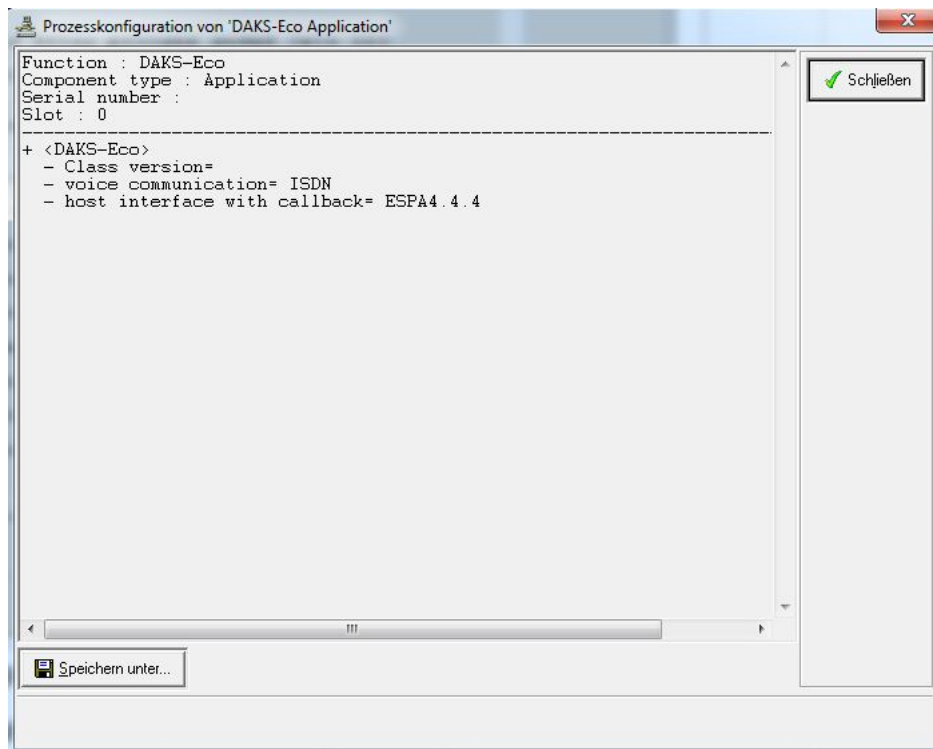 Prozesskonfiguration von 'DAKS-Eco Application'
Function : DAKS-Eco
Component type : Application
Serial number :
Slot : 0
+ <DAKS-Eco>
- Class version=
- voice communication= ISDN
- host interface with callback= ESPA4.4.4
Schließen
Speichern unter...